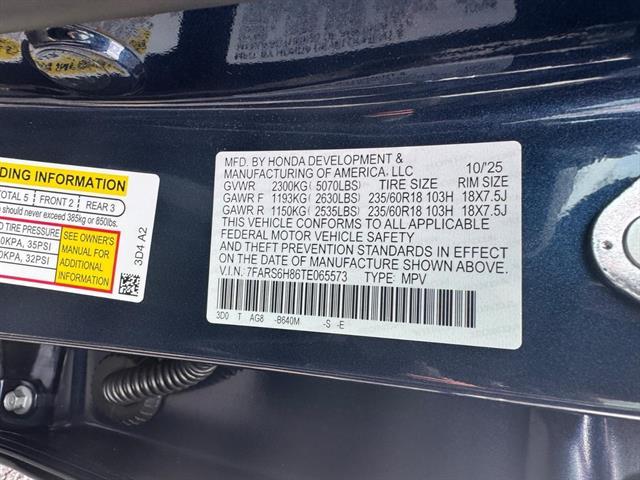 DING INFORMATION
TOTAL 5 FRONT 2 REAR 3
should never exceed 385kg or 850lbs.
D TIRE PRESSURE
0KPA, 35PSI
0KPA, 32PSI
SEE OWNER'S
MANUAL FOR
ADDITIONAL
INFORMATION
3D4 A2
MFD. BY HONDA DEVELOPMENT & 10/'25
MANUFACTURING OF AMERICA, LLC
GVWR 2300KG(5070LBS) TIRE SIZE RIM SIZE
GAWR F 1193KG(2630LBS) 235/60R18 103H 18X7.5J
GAWR R 1150KG(2535LBS) 235/60R18 103H 18X7.5J
THIS VEHICLE CONFORMS TO ALL APPLICABLE
FEDERAL MOTOR VEHICLE SAFETY
AND THEFT PREVENTION STANDARDS IN EFFECT
ON THE DATE OF MANUFACTURE SHOWN ABOVE.
V.I.N. 7FARS6H86TE065573 TYPE: MPV
3D0 T AG8 -B640M -S -E